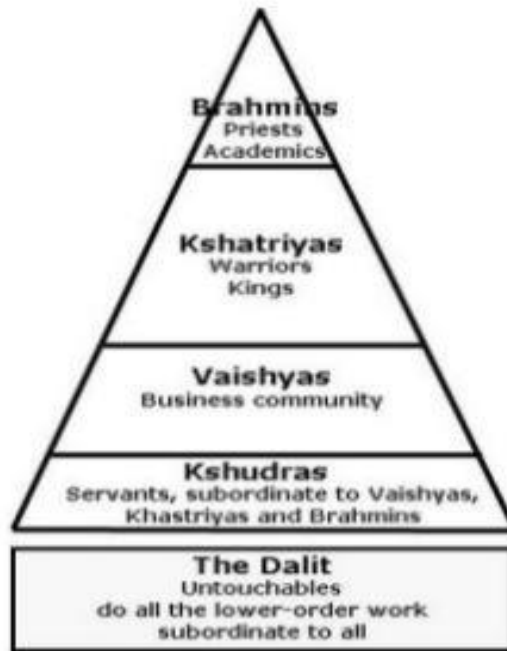 Brahmins
Priests
Academics
Kshatriyas
Warriors
Kings
Vaishyas
Business community
Kshudras
Servants, subordinate to Vaishyas,
Khastriyas and Brahmins
The Dalit
Untouchables
do all the lower-order work
subordinate to all